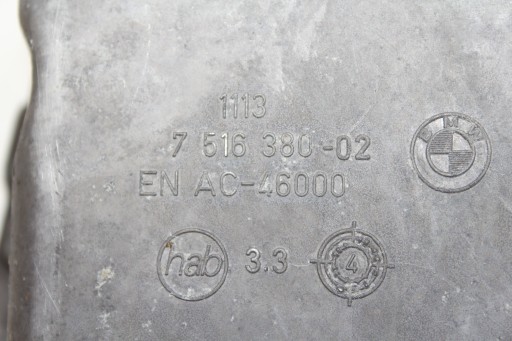 1113
7 516 380-02
BMW
EN AC-46000
hab 3.3 4